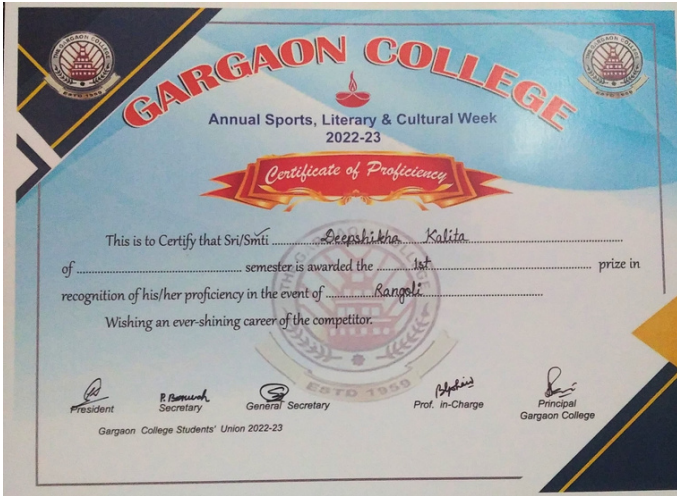 GARGAON COLLEGE
Annual Sports, Literary & Cultural Week
2022-23
Certificate of Proficiency
This is to Certify that Sri/Smti Deepshikha Kalita
of ........ semester is awarded the 1st prize in
recognition of his/her proficiency in the event of Rangoli
Wishing an ever-shining career of the competitor.
ESTD 1959
President Secretary General Secretary Prof. in-Charge Principal
Gargaon College
Gargaon College Students' Union 2022-23